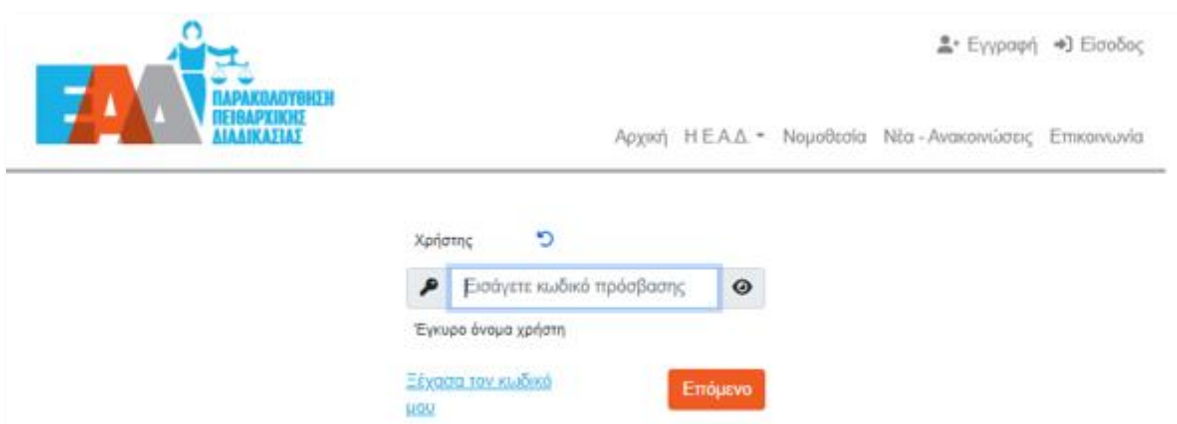 Εγγραφή Είσοδος
ΕΑΔ
ΠΑΡΑΚΟΛΟΥΘΗΣΗ
ΠΕΙΘΑΡΧΙΚΗΣ
ΔΙΑΔΙΚΑΣΙΑΣ
Αρχική Η Ε.Α.Δ. Νομοθεσία Νέα - Ανακοινώσεις Επικοινωνία
Χρήστης
Εισάγετε κωδικό πρόσβασης
Έγκυρο όνομα χρήστη
Ξέχασα τον κωδικό
μου
Επόμενο